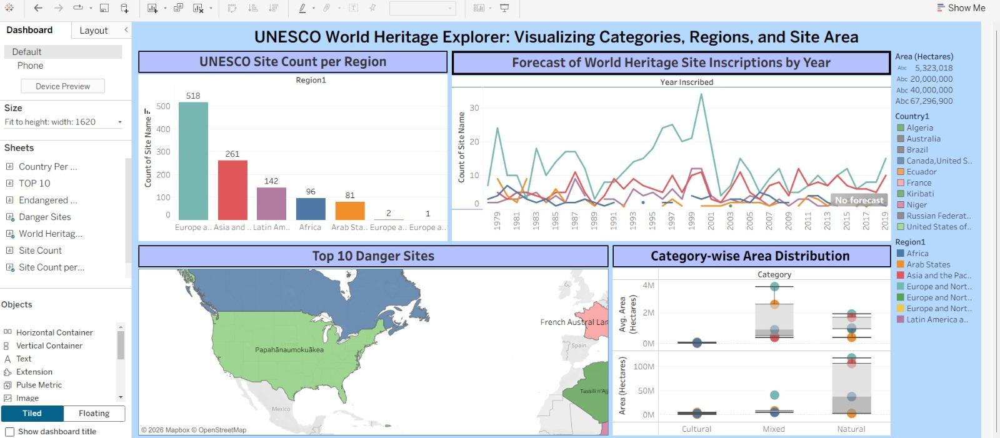 Show Me
Dashboard
Layout
Default
Phone
Device Preview
Size
Fit to height: width: 1620
Sheets
Country Per ...
TOP 10
Endangered ...
Danger Sites
World Heritag...
Site Count
Site Count per...
Objects
Horizontal Container
Vertical Container
Text
Extension
Pulse Metric
Image
Tiled
Floating
Show dashboard title
UNESCO World Heritage Explorer: Visualizing Categories, Regions, and Site Area
UNESCO Site Count per Region
Region1
Count of Site Name
500
400
300
200
100
0
518
261
142
96
81
2
1
Europe a..
Asia and ..
Latin Am..
Africa
Arab Sta..
Europe a..
Europe a..
Forecast of World Heritage Site Inscriptions by Year
Year Inscribed
Count of Site Name
30
20
10
0
No forecast
1979
1981
1983
1985
1987
1989
1991
1993
1995
1997
1999
2001
2003
2005
2007
2009
2011
2013
2015
2017
2019
Top 10 Danger Sites
Papahānaumokuākea
French Austral Lan
Spain
Tassili n'Ajj
Mexico
© 2026 Mapbox © OpenStreetMap
Category-wise Area Distribution
Category
Avg. Area
(Hectares)
4M
2M
0M
Area (Hectares)
100M
50M
0M
Cultural
Mixed
Natural
Area (Hectares)
Abc 5,323,018
Abc 20,000,000
Abc 40,000,000
Abc 67,296,900
Country1
Algeria
Australia
Brazil
Canada,United S..
Ecuador
France
Kiribati
Niger
Russian Federat..
United States of..
Region1
Africa
Arab States
Asia and the Pac..
Europe and Nort..
Europe and Nort..
Europe and Nort..
Latin America a..